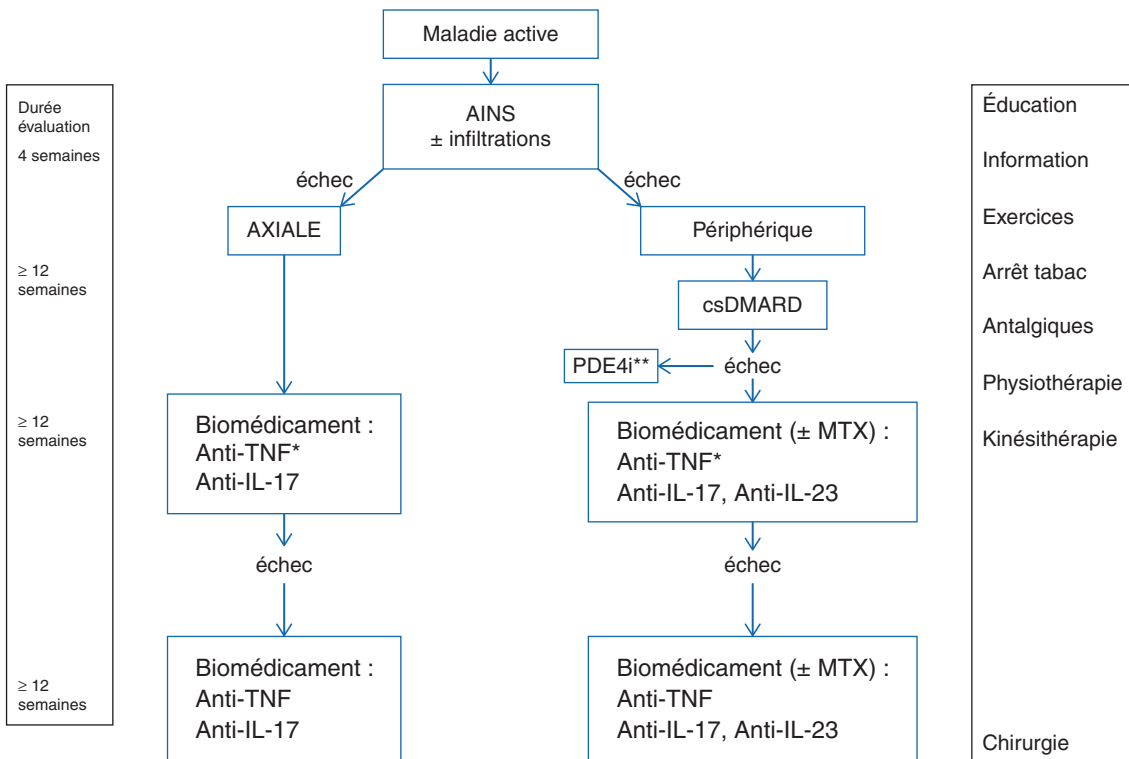 Maladie active
Durée
évaluation
4 semaines
≥ 12
semaines
≥ 12
semaines
≥ 12
semaines
AINS
± infiltrations
échec
échec
AXIALE
Périphérique
csDMARD
PDE4i**
échec
Biomédicament :
Anti-TNF*
Anti-IL-17
Biomédicament (± MTX) :
Anti-TNF*
Anti-IL-17, Anti-IL-23
échec
échec
Biomédicament :
Anti-TNF
Anti-IL-17
Biomédicament (± MTX) :
Anti-TNF
Anti-IL-17, Anti-IL-23
Éducation
Information
Exercices
Arrêt tabac
Antalgiques
Physiothérapie
Kinésithérapie
Chirurgie